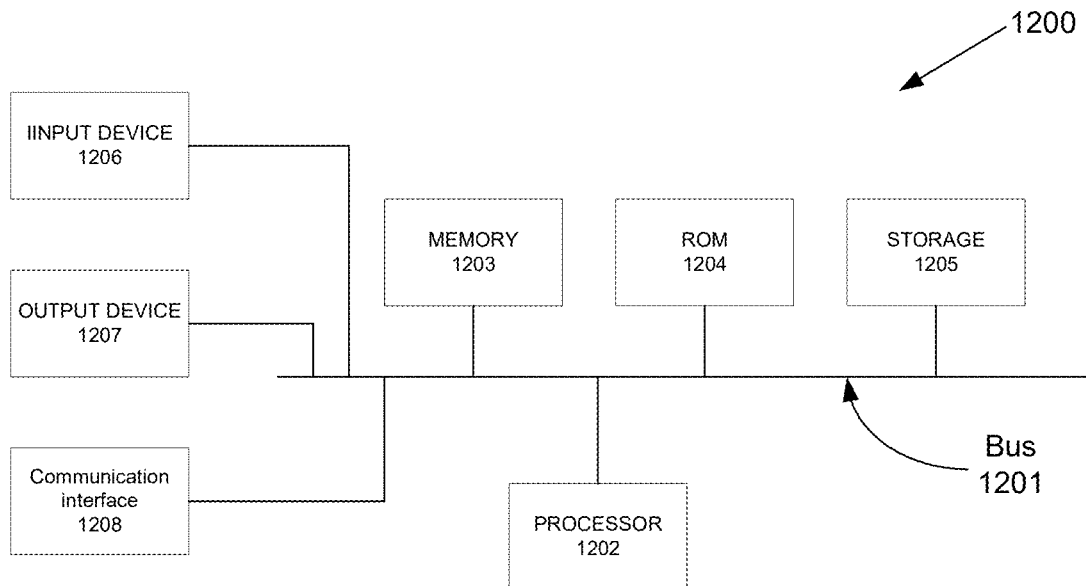 1200
IINPUT DEVICE
1206
MEMORY
1203
ROM
1204
STORAGE
1205
OUTPUT DEVICE
1207
Bus
1201
Communication
interface
1208
PROCESSOR
1202